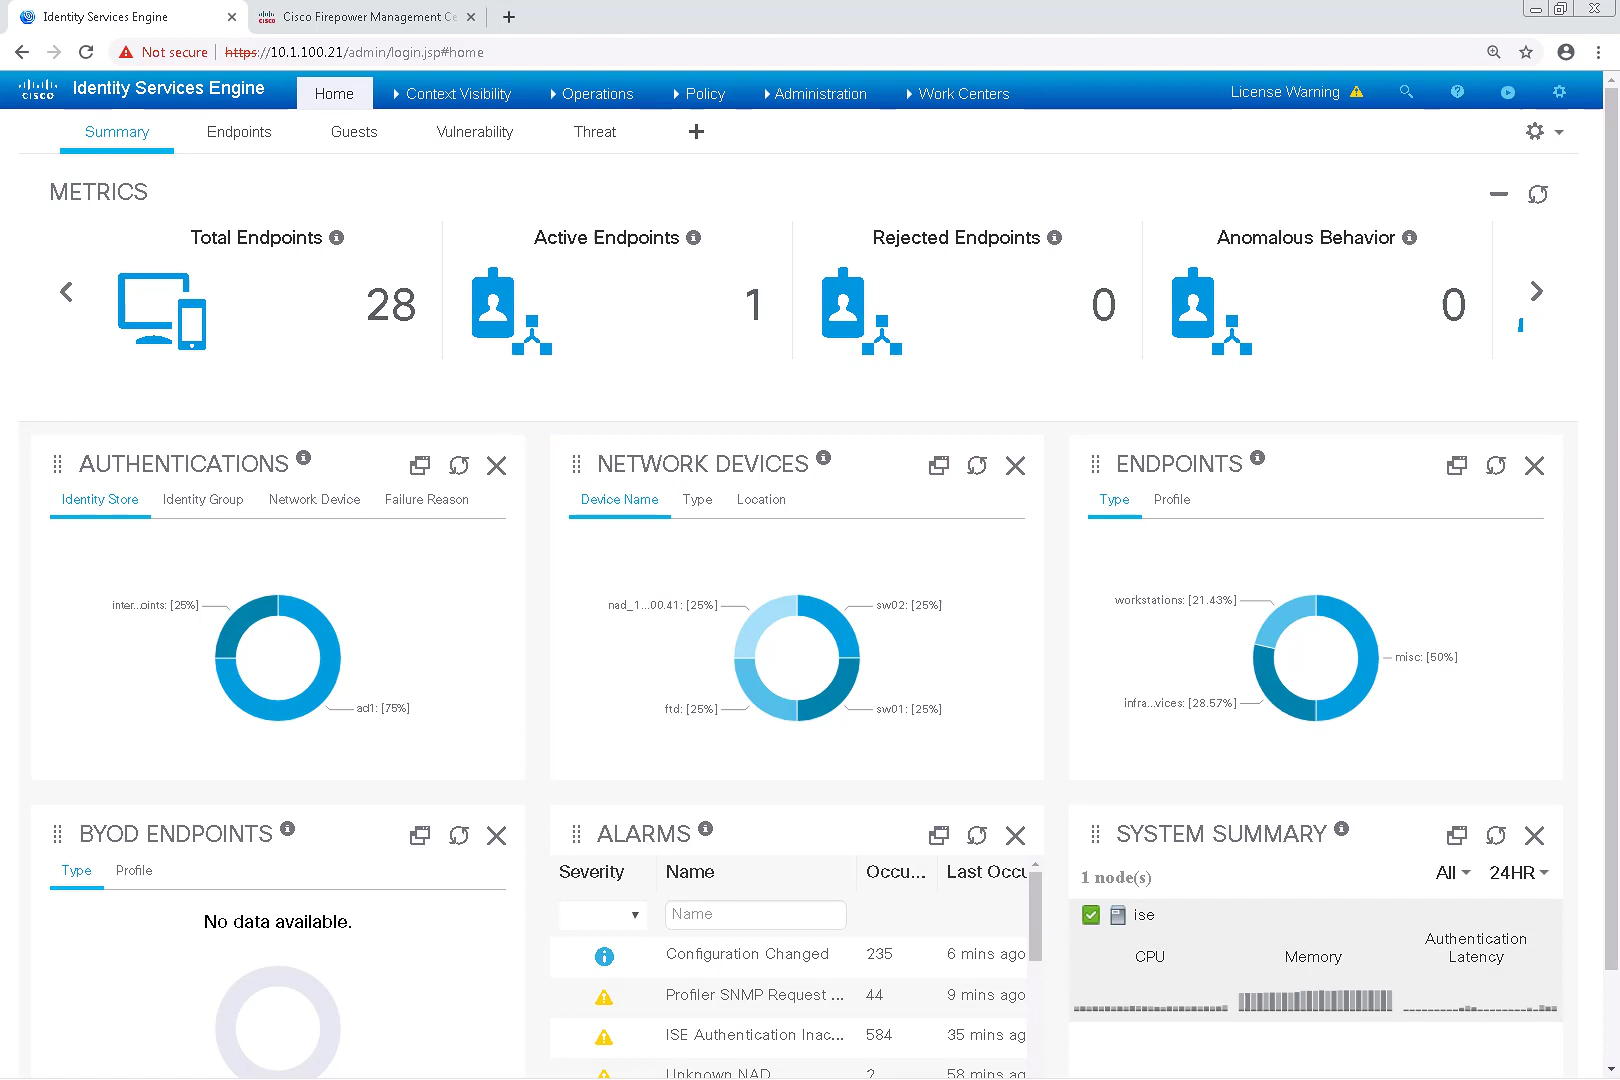 Identity Services Engine
Cisco Firepower Management Ce
Not secure
https://10.1.100.21/admin/login.jsp#home
CISCO
Identity Services Engine
Home
Context Visibility
Operations
Policy
Administration
Work Centers
License Warning
Summary
Endpoints
Guests
Vulnerability
Threat
METRICS
Total Endpoints
28
Active Endpoints
1
Rejected Endpoints
0
Anomalous Behavior
0
AUTHENTICATIONS
Identity Store Identity Group Network Device Failure Reason
inter...oints: [25%]
ad1: [75%]
NETWORK DEVICES
Device Name Type Location
nad_1...00.41: [25%]
sw02: [25%]
ftd: [25%]
sw01: [25%]
ENDPOINTS
Type Profile
workstations: [21.43%]
misc: [50%]
infra...vices: [28.57%]
BYOD ENDPOINTS
Type Profile
No data available.
ALARMS
Severity Name Occu... Last Occu
Name
Configuration Changed 235 6 mins ago
Profiler SNMP Request ... 44 9 mins ago
ISE Authentication Inac... 584 35 mins ag
Unknown NAD 2 58 mins ag
SYSTEM SUMMARY
1 node(s)
All 24HR
ise
CPU
Memory
Authentication
Latency